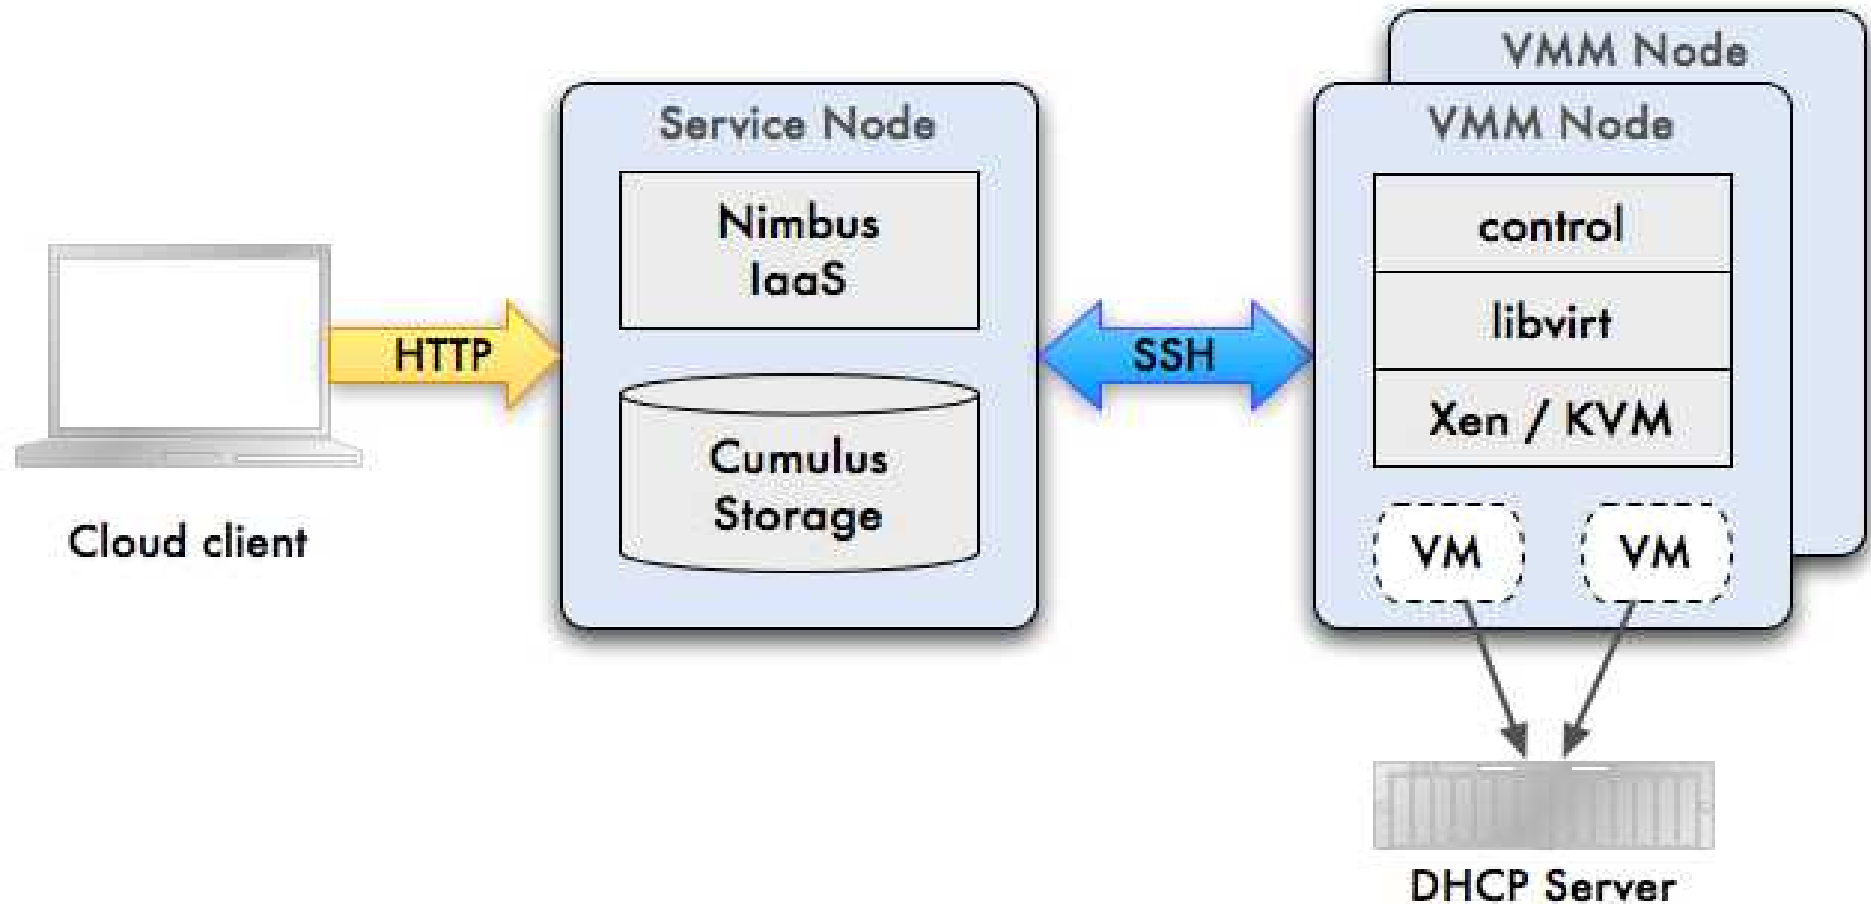 Cloud client
HTTP
Service Node
Nimbus
IaaS
Cumulus
Storage
SSH
VMM Node
VMM Node
control
libvirt
Xen / KVM
VM
VM
DHCP Server